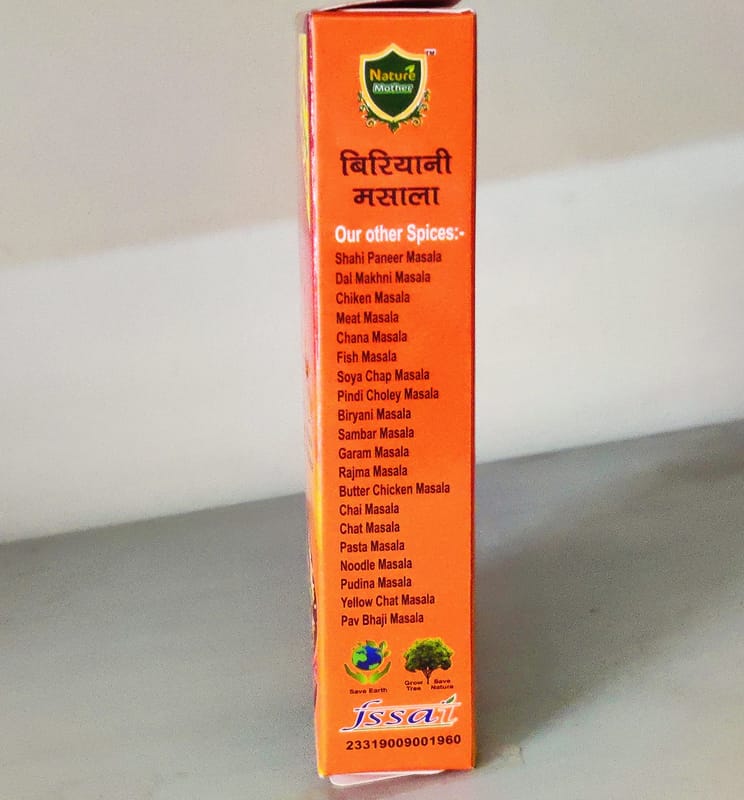 Nature
Mother
TM
बिरियानी
मसाला
Our other Spices:-
Shahi Paneer Masala
Dal Makhni Masala
Chiken Masala
Meat Masala
Chana Masala
Fish Masala
Soya Chap Masala
Pindi Choley Masala
Biryani Masala
Sambar Masala
Garam Masala
Rajma Masala
Butter Chicken Masala
Chai Masala
Chat Masala
Pasta Masala
Noodle Masala
Pudina Masala
Yellow Chat Masala
Pav Bhaji Masala
Save Earth
Grow Save
Tree Nature
fssai
23319009001960